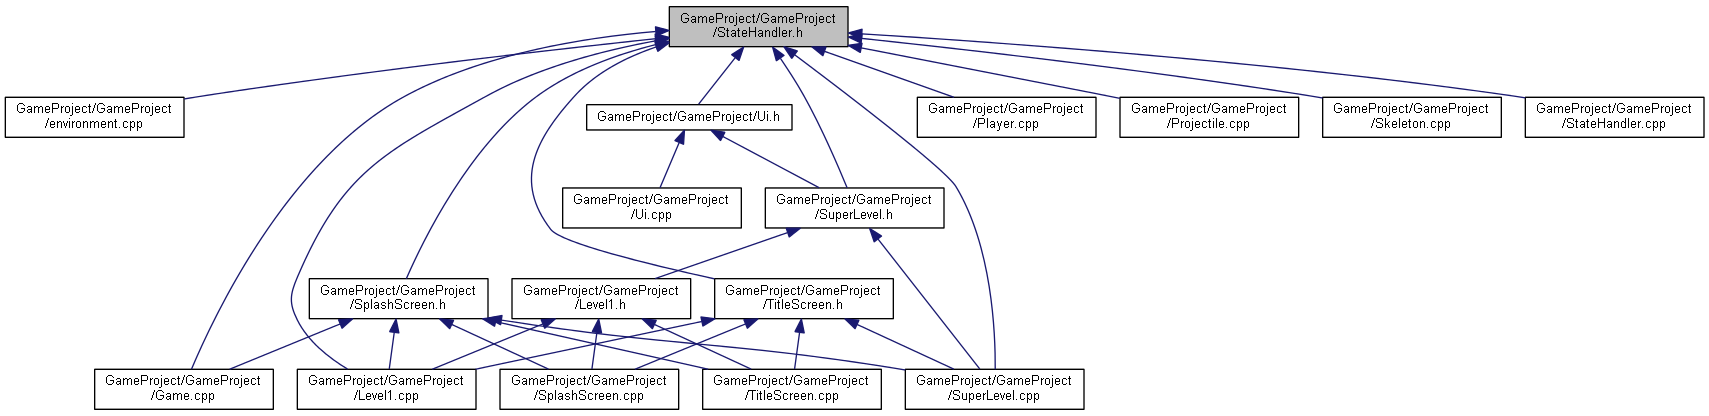 GameProject/GameProject
/StateHandler.h
GameProject/GameProject
/environment.cpp
GameProject/GameProject/Ui.h
GameProject/GameProject
/Player.cpp
GameProject/GameProject
/Projectile.cpp
GameProject/GameProject
/Skeleton.cpp
GameProject/GameProject
/StateHandler.cpp
GameProject/GameProject
/Ui.cpp
GameProject/GameProject
/SuperLevel.h
GameProject/GameProject
/SplashScreen.h
GameProject/GameProject
/Level1.h
GameProject/GameProject
/TitleScreen.h
GameProject/GameProject
/Game.cpp
GameProject/GameProject
/Level1.cpp
GameProject/GameProject
/SplashScreen.cpp
GameProject/GameProject
/TitleScreen.cpp
GameProject/GameProject
/SuperLevel.cpp